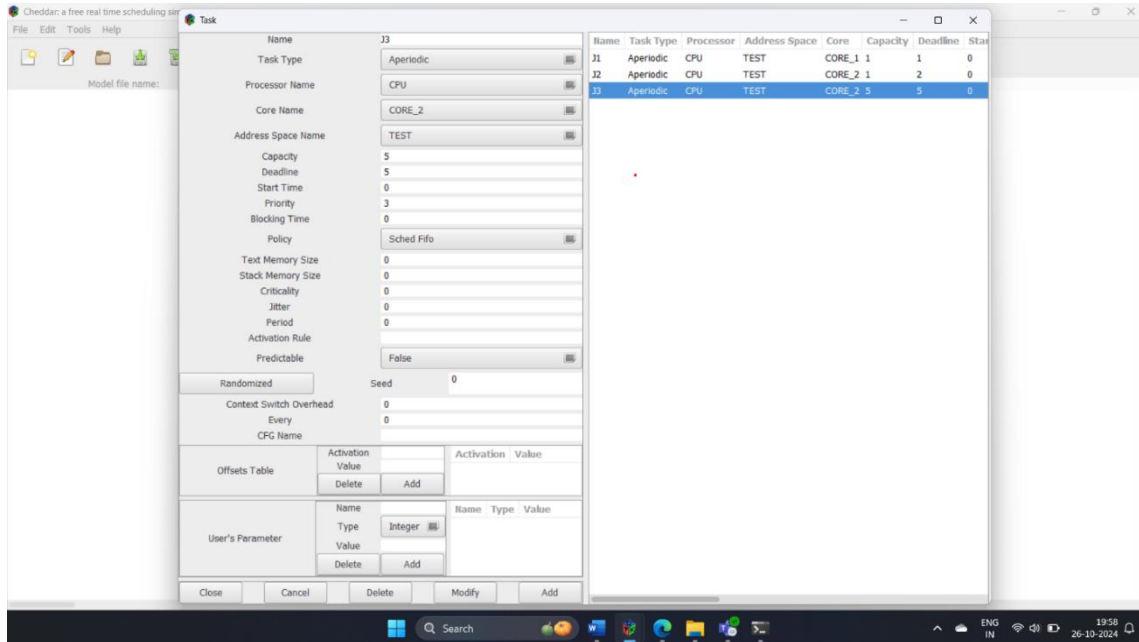 Cheddar: a free real time scheduling sim
File Edit Tools Help
Model file name:
Task
Name J3
Task Type Aperiodic
Processor Name CPU
Core Name CORE_2
Address Space Name TEST
Capacity 5
Deadline 5
Start Time 0
Priority 3
Blocking Time 0
Policy Sched Fifo
Text Memory Size 0
Stack Memory Size 0
Criticality 0
Jitter 0
Period 0
Activation Rule
Predictable False
Randomized Seed 0
Context Switch Overhead 0
Every 0
CFG Name
Offsets Table
Activation
Value
Delete Add
Activation Value
User's Parameter
Name
Type Integer
Value
Delete Add
Name Type Value
Close Cancel Delete Modify Add
Name Task Type Processor Address Space Core Capacity Deadline Star
J1 Aperiodic CPU TEST CORE_1 1 1 0
J2 Aperiodic CPU TEST CORE_2 1 2 0
J3 Aperiodic CPU TEST CORE_2 5 5 0
Search
ENG
IN
19:58
26-10-2024